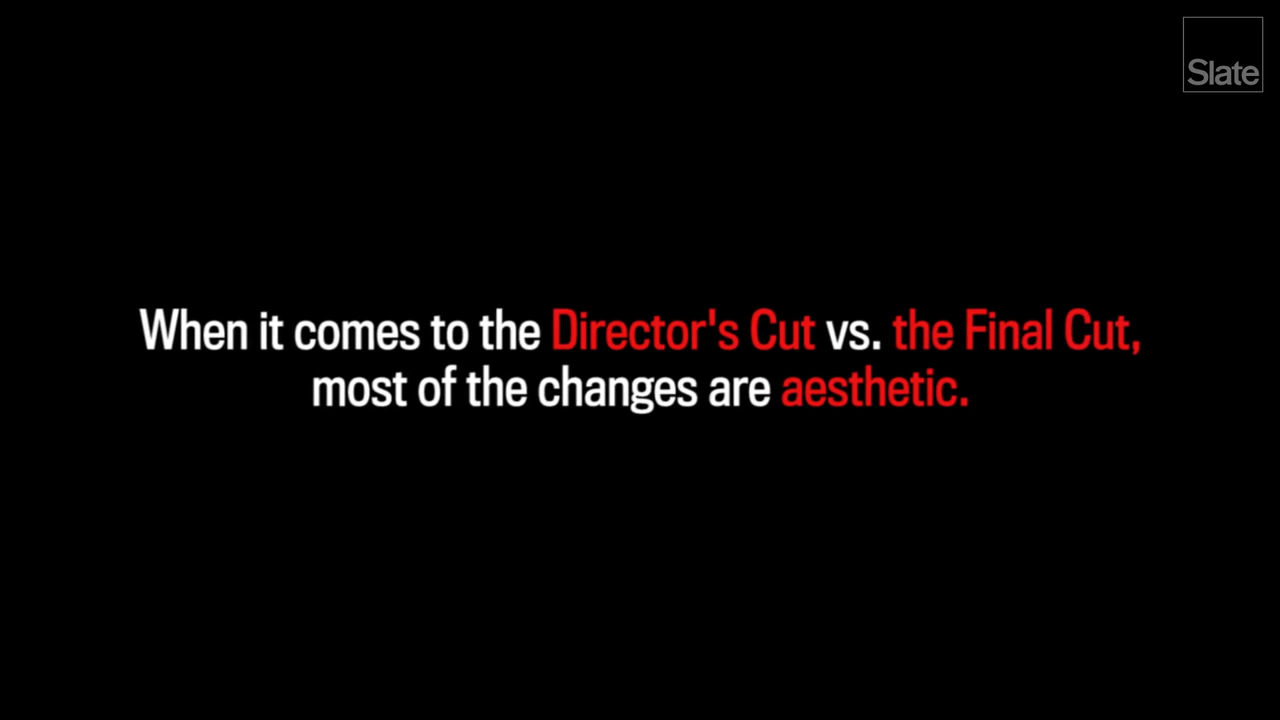 Slate
When it comes to the Director's Cut vs. the Final Cut,
most of the changes are aesthetic.